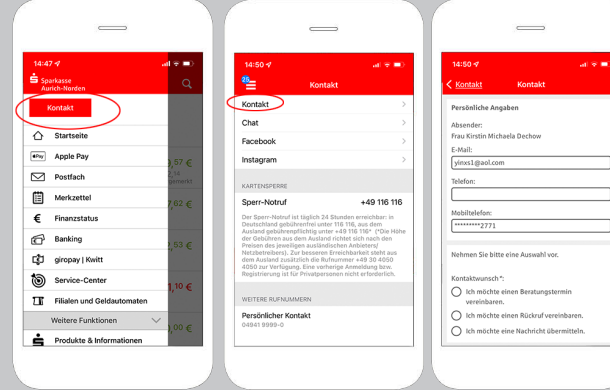 14:47
Sparkasse
Aurich-Norden
Kontakt
Startseite
Pay Apple Pay
Postfach
Merkzettel
€ Finanzstatus
Banking
giropay | Kwitt
Service-Center
Filialen und Geldautomaten
Weitere Funktionen
Produkte & Informationen
,57 €
2,14
gemerkt
,62 €
,53 €
1,10 €
,00 €
14:50
25
Kontakt
Kontakt
Chat
Facebook
Instagram
KARTENSPERRE
Sperr-Notruf +49 116 116
Der Sperr-Notruf ist täglich 24 Stunden erreichbar: in
Deutschland gebührenfrei unter 116 116, aus dem
Ausland gebührenpflichtig unter +49 116 116* (*Die Höhe
der Gebühren aus dem Ausland richtet sich nach den
Preisen des jeweiligen ausländischen Anbieters/
Netzbetreibers). Zur besseren Erreichbarkeit steht aus
dem Ausland zusätzlich die Rufnummer +49 30 4050
4050 zur Verfügung. Eine vorherige Anmeldung bzw.
Registrierung ist für Privatpersonen nicht erforderlich.
WEITERE RUFNUMMERN
Persönlicher Kontakt
04941 9999-0
14:50
Kontakt Kontakt
Persönliche Angaben
Absender:
Frau Kirstin Michaela Dechow
E-Mail:
yinxs1@aol.com
Telefon:
Mobiltelefon:
*********2771
Nehmen Sie bitte eine Auswahl vor.
Kontaktwunsch*:
Ich möchte einen Beratungstermin
vereinbaren.
Ich möchte einen Rückruf vereinbaren.
Ich möchte eine Nachricht übermitteln.